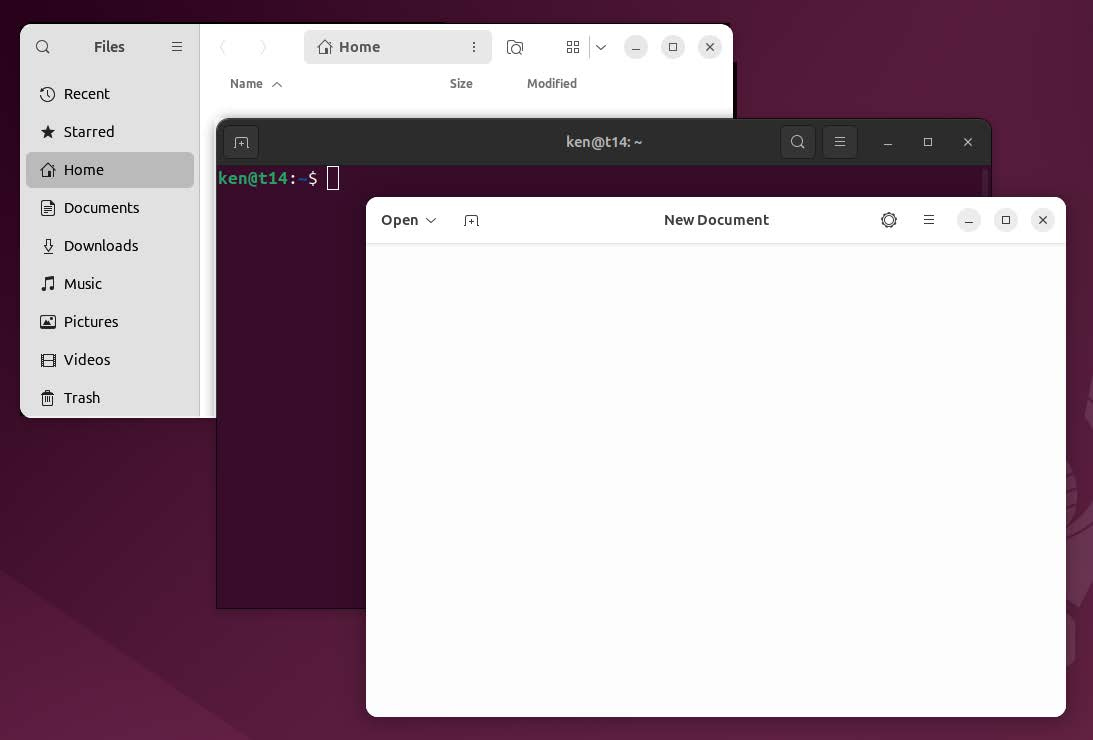 Files
Home
Name
Size
Modified
Recent
Starred
Home
Documents
Downloads
Music
Pictures
Videos
Trash
ken@t14: ~
ken@t14:~$
Open
New Document